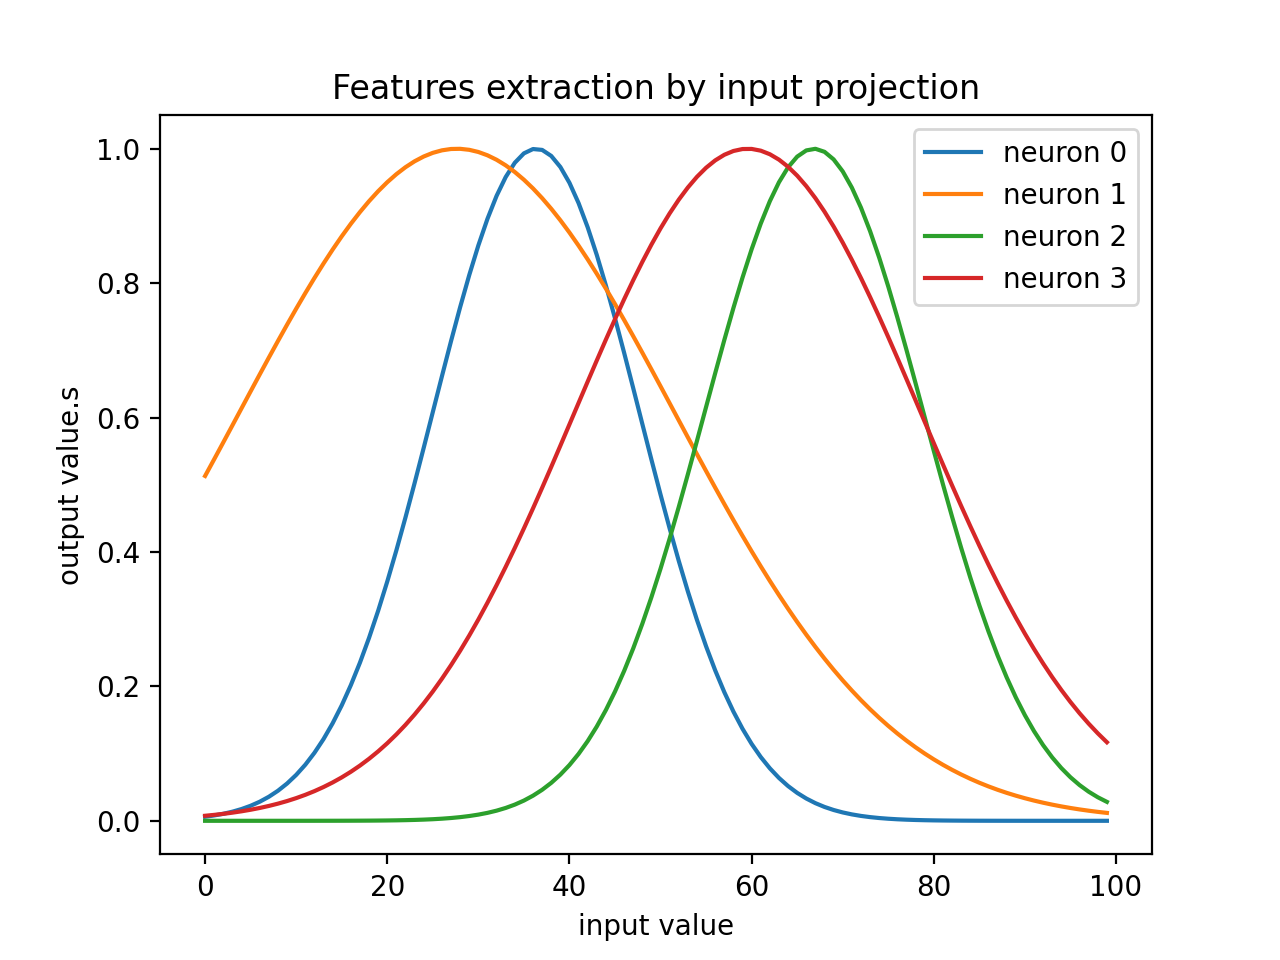 Features extraction by input projection
1.0
0.8
0.6
0.4
0.2
0.0
output value.s
neuron 0
neuron 1
neuron 2
neuron 3
0 20 40 60 80 100
input value